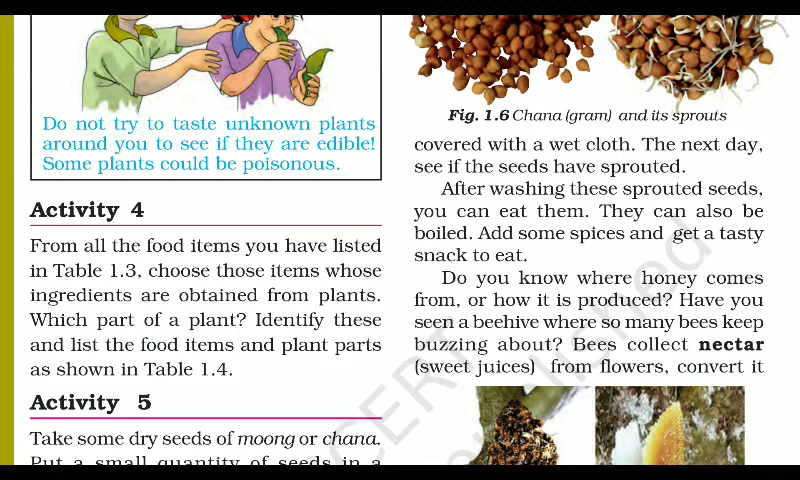 Do not try to taste unknown plants
around you to see if they are edible!
Some plants could be poisonous.
Activity 4
From all the food items you have listed
in Table 1.3, choose those items whose
ingredients are obtained from plants.
Which part of a plant? Identify these
and list the food items and plant parts
as shown in Table 1.4.
Activity 5
Take some dry seeds of moong or chana.
Put a small quantity of seeds in a
Fig. 1.6 Chana (gram) and its sprouts
covered with a wet cloth. The next day,
see if the seeds have sprouted.
After washing these sprouted seeds,
you can eat them. They can also be
boiled. Add some spices and get a tasty
snack to eat.
Do you know where honey comes
from, or how it is produced? Have you
seen a beehive where so many bees keep
buzzing about? Bees collect nectar
(sweet juices) from flowers, convert it